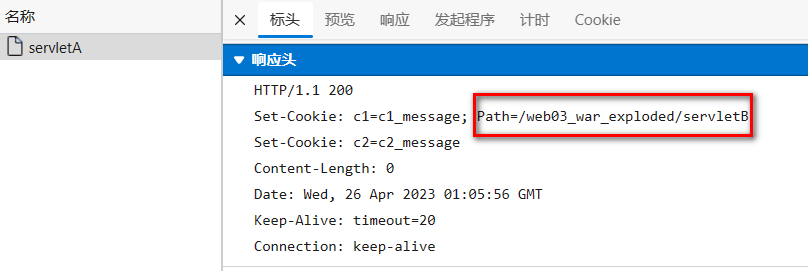 名称
servletA
× 标头 预览 响应 发起程序 计时 Cookie
▼ 响应头
HTTP/1.1 200
Set-Cookie: c1=c1_message; Path=/web03_war_exploded/servletB
Set-Cookie: c2=c2_message
Content-Length: 0
Date: Wed, 26 Apr 2023 01:05:56 GMT
Keep-Alive: timeout=20
Connection: keep-alive